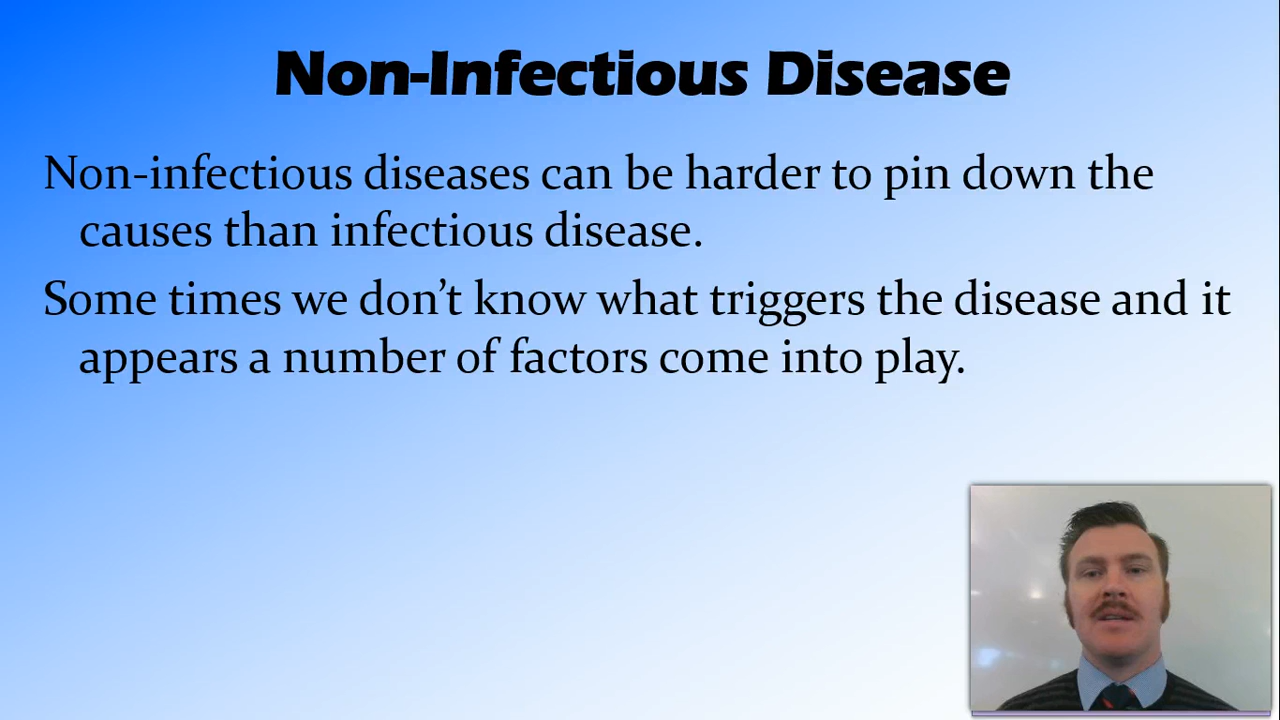 Non-Infectious Disease
Non-infectious diseases can be harder to pin down the
causes than infectious disease.
Some times we don’t know what triggers the disease and it
appears a number of factors come into play.